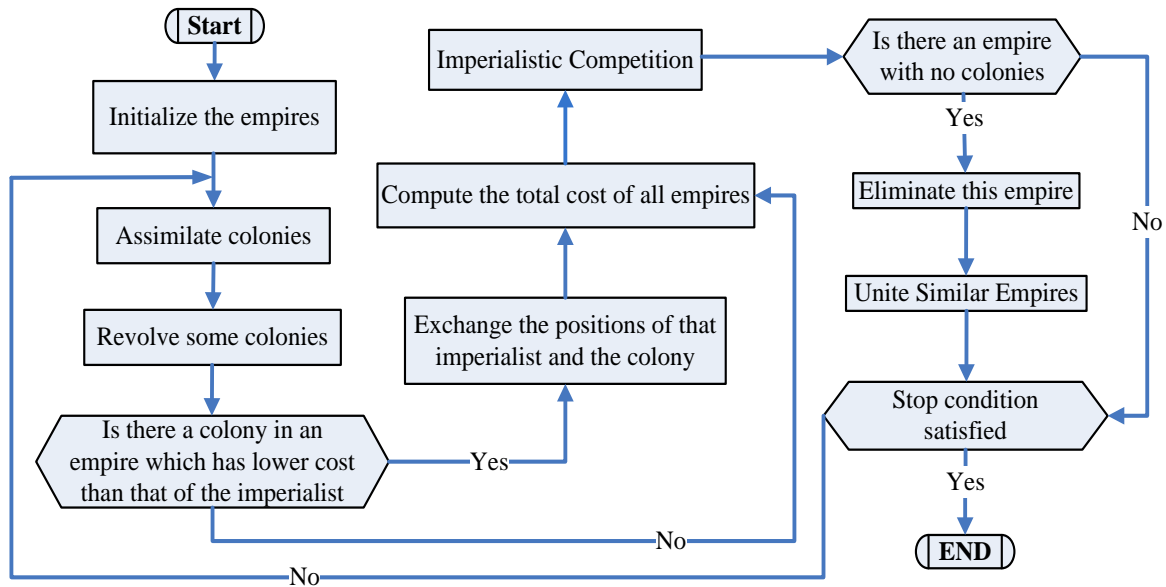 Start
Initialize the empires
Assimilate colonies
Revolve some colonies
Is there a colony in an
empire which has lower cost
than that of the imperialist
Yes
No
Exchange the positions of that
imperialist and the colony
Compute the total cost of all empires
Imperialistic Competition
Is there an empire
with no colonies
Yes
No
Eliminate this empire
Unite Similar Empires
Stop condition
satisfied
Yes
No
END